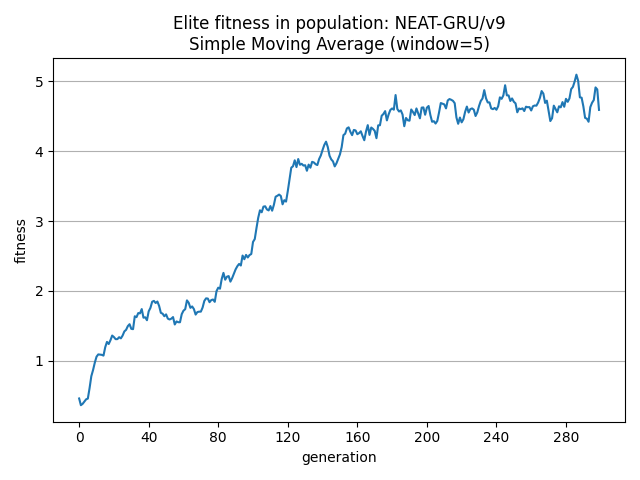 Elite fitness in population: NEAT-GRU/v9
Simple Moving Average (window=5)
5
4
3
2
1
fitness
0 40 80 120 160 200 240 280
generation